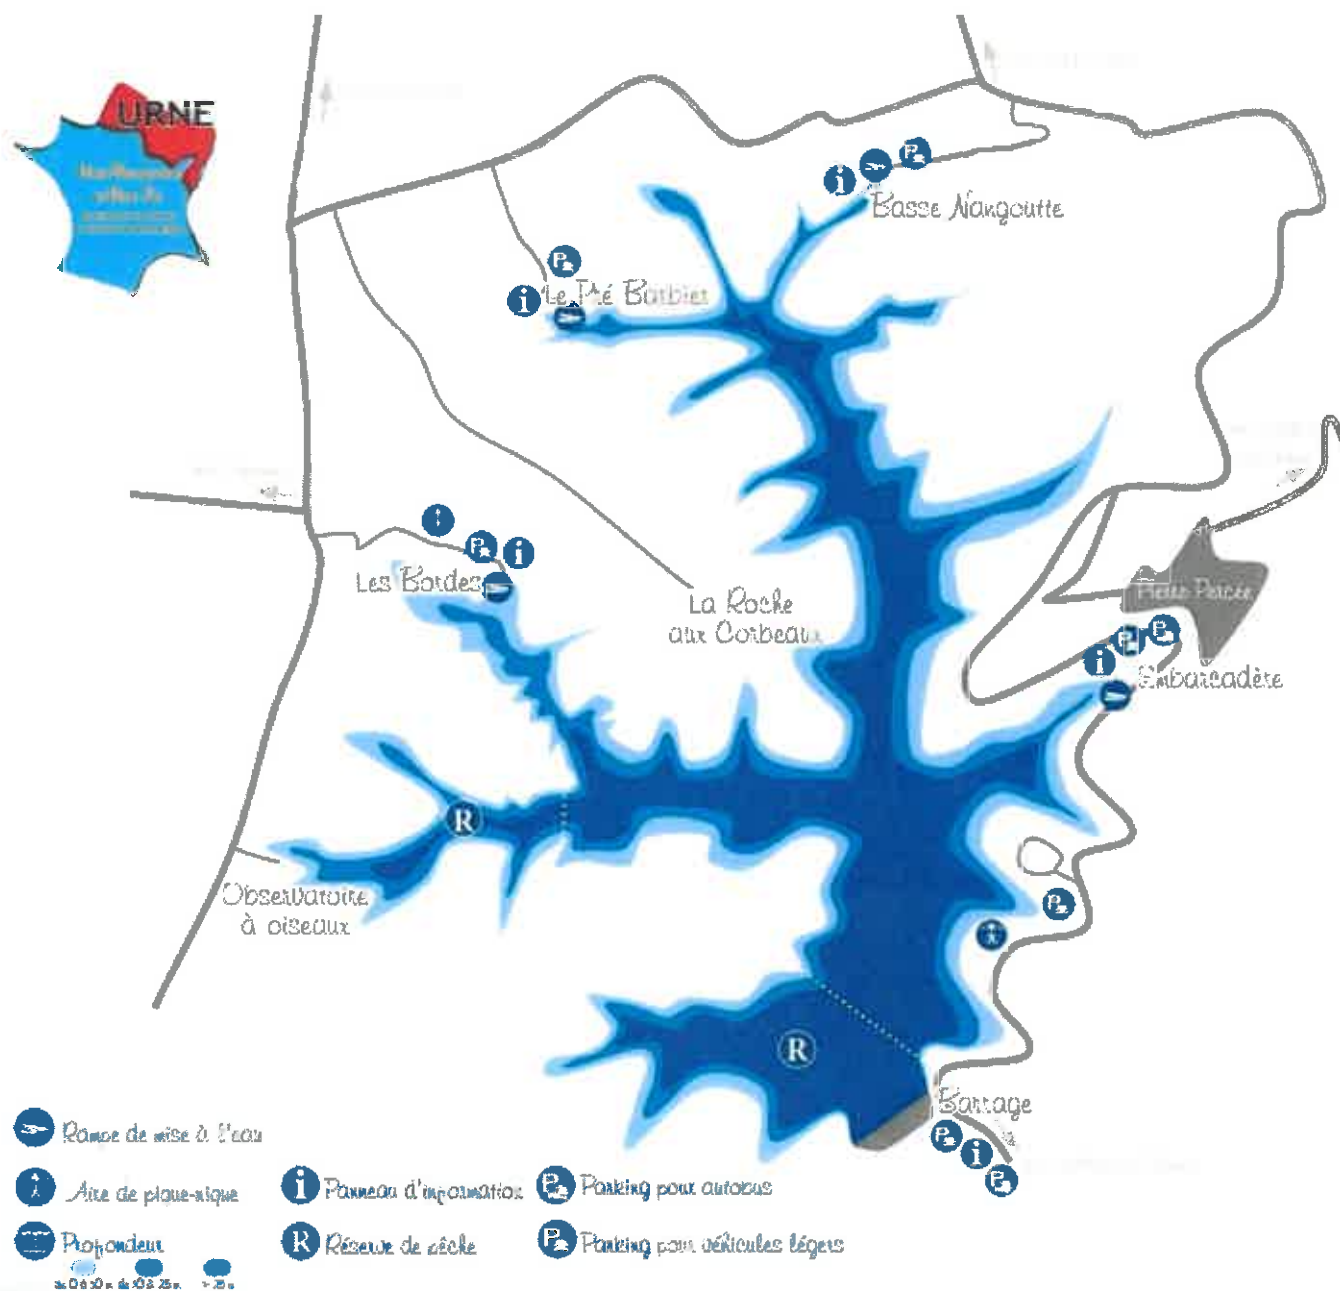 URNE
Basse Nangoutte
Le Pré Barbier
Les Bordes
La Roche
aux Corbeaux
Pierre Percée
Embarcadère
R
Observatoire
à oiseaux
R
Barrage
Rampe de mise à l'eau
Aire de pique-nique
Panneau d'information
Parking pour autobus
Profondeur
R Réserve de pêche
Parking pour véhicules légers